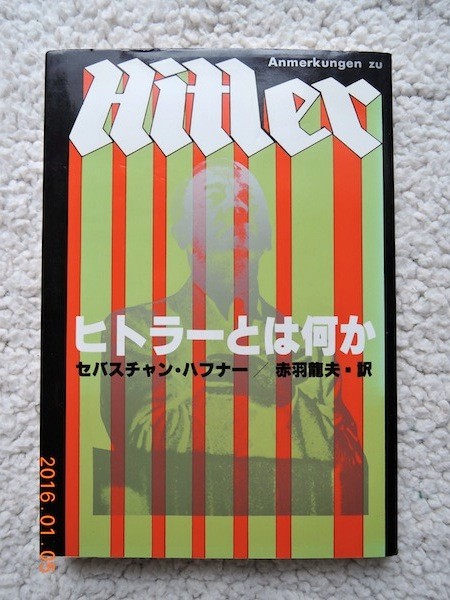 Anmerkungen zu
Hitler
ヒトラーとは何か
セバスチャン・ハフナー／赤羽龍夫・訳
2016.01.05